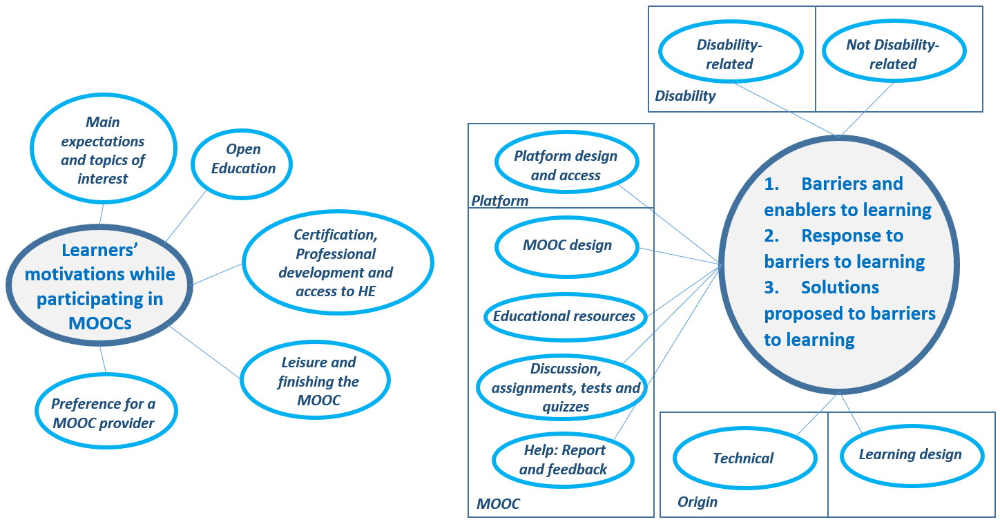 Main
expectations
and topics of
interest
Open
Education
Learners’
motivations while
participating in
MOOCs
Certification,
Professional
development and
access to HE
Leisure and
finishing the
MOOC
Preference for a
MOOC provider
Disability-
related
Not Disability-
related
Disability
Platform design
and access
Platform
MOOC design
Educational resources
Discussion,
assignments, tests and
quizzes
Help: Report
and feedback
MOOC
1. Barriers and
enablers to learning
2. Response to
barriers to learning
3. Solutions
proposed to barriers
to learning
Technical
Learning design
Origin